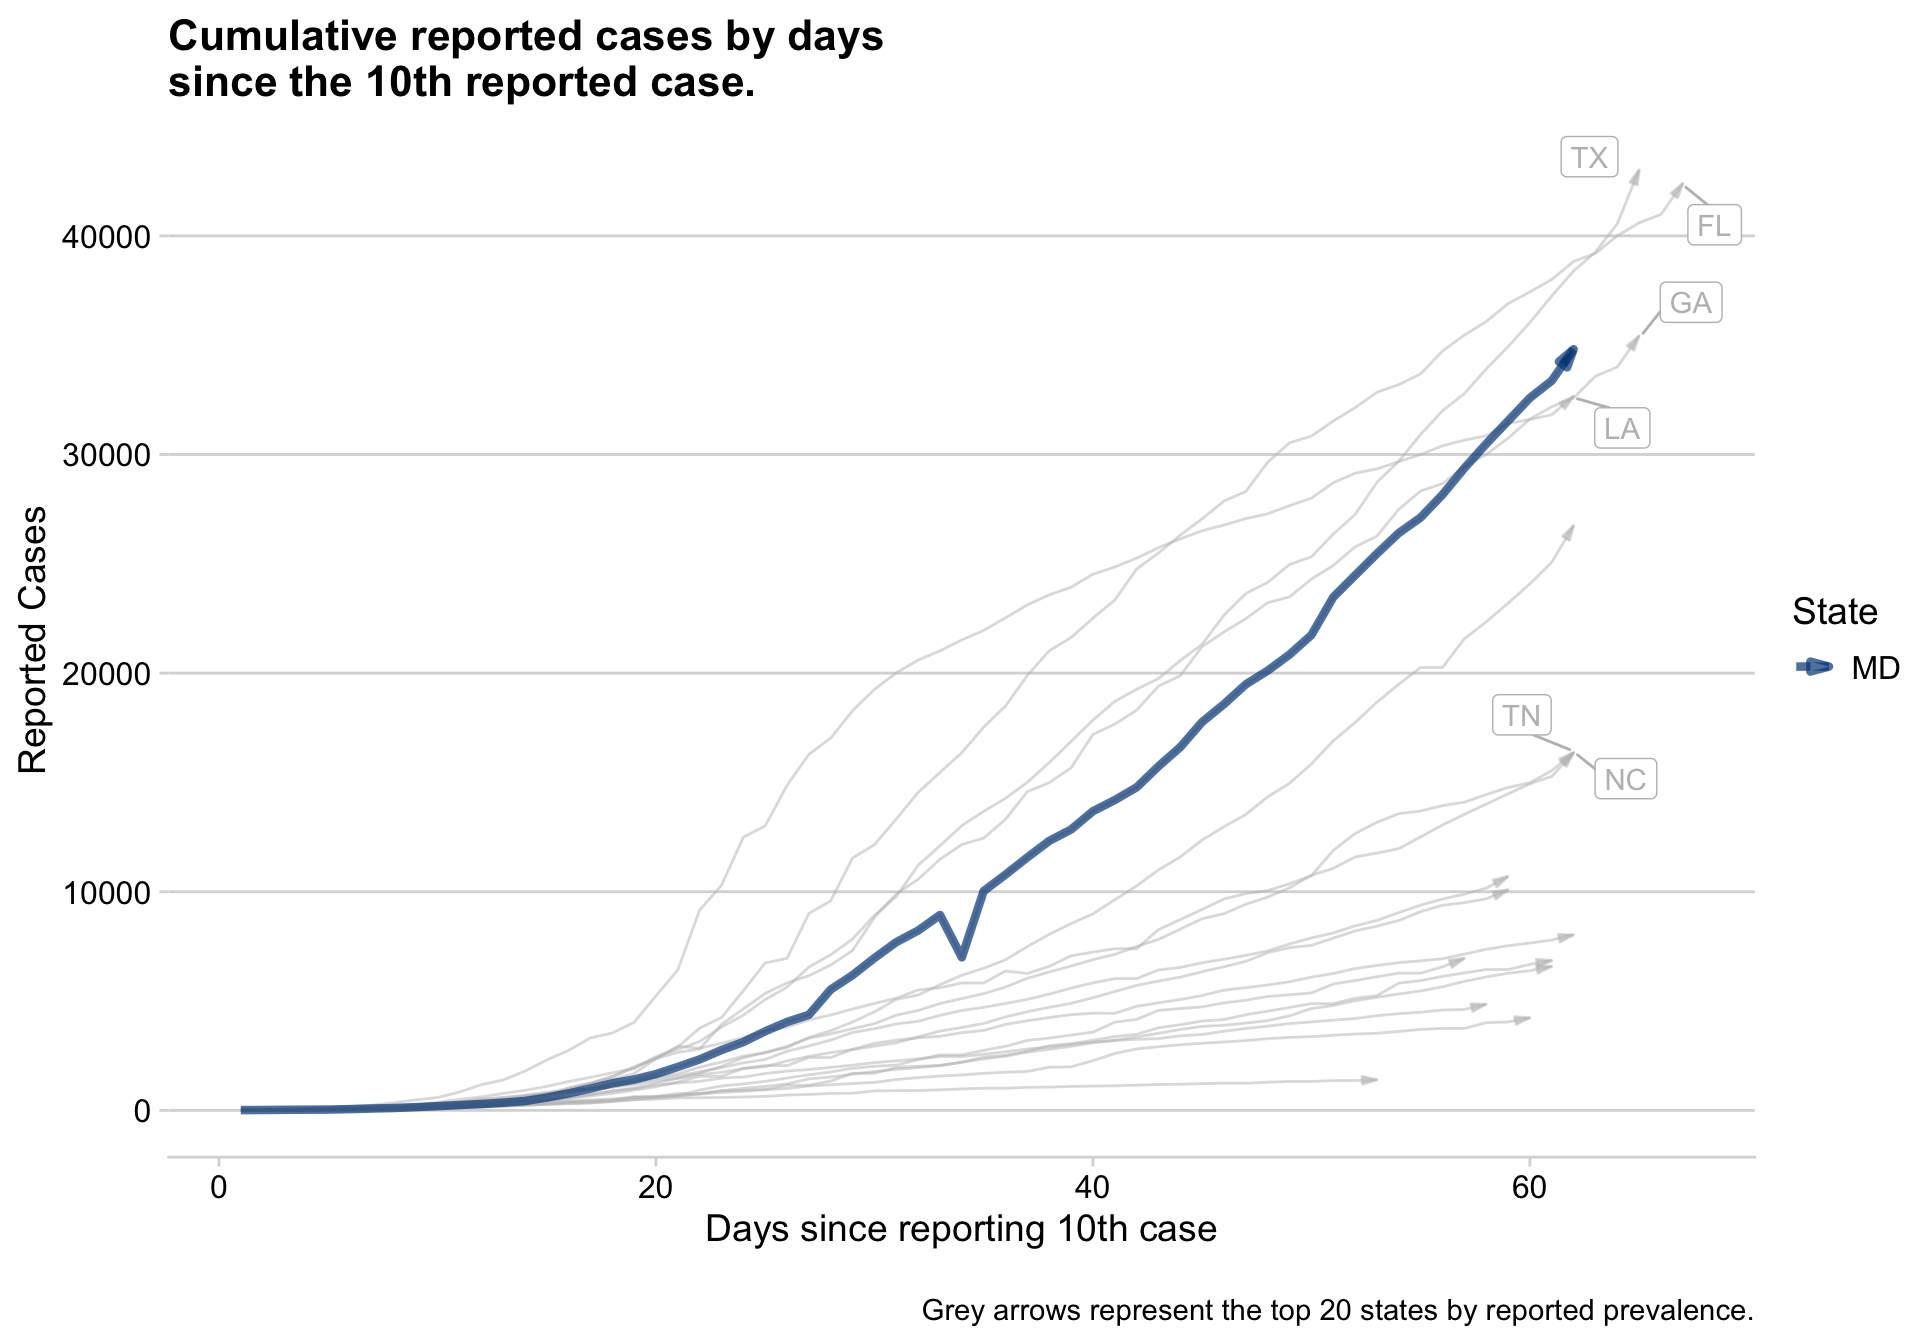 Cumulative reported cases by days
since the 10th reported case.
TX
FL
40000
GA
LA
30000
Reported Cases
State
MD
20000
TN
NC
10000
0
0 20 40 60
Days since reporting 10th case
Grey arrows represent the top 20 states by reported prevalence.